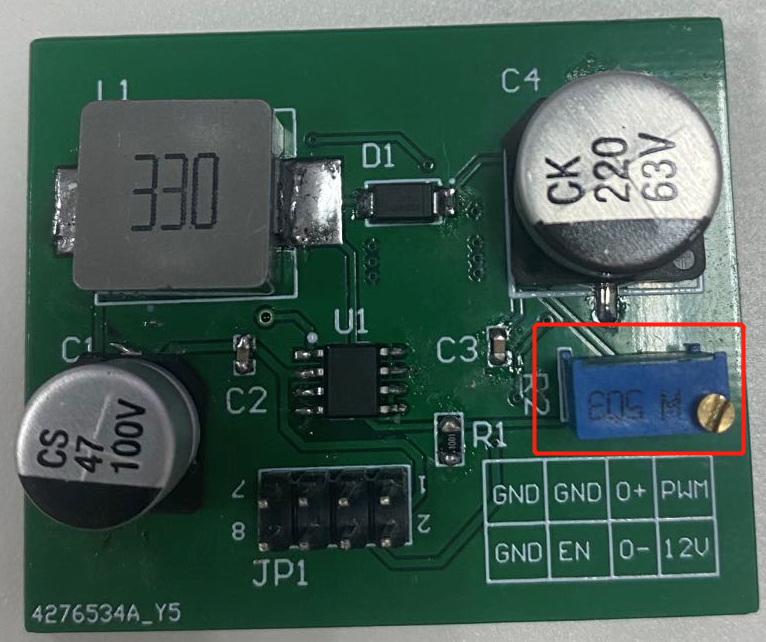 L1
330
D1
C4
CK
220
63V
C1
CS
47
100V
C2
U1
C3
R2
W 503
R1
7
1
8
2
JP1
GND GND O+ PWM
GND EN O- 12V
4276534A_Y5